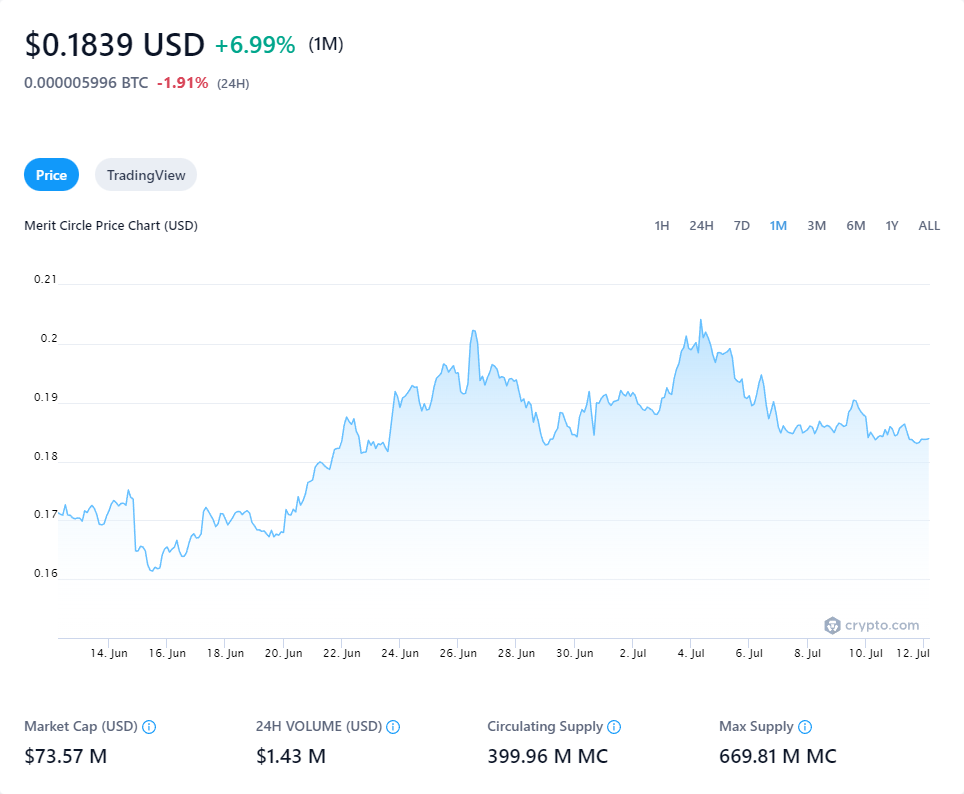 $0.1839 USD +6.99% (1M)
0.000005996 BTC -1.91% (24H)
Price TradingView
Merit Circle Price Chart (USD) 1H 24H 7D 1M 3M 6M 1Y ALL
0.21
0.2
0.19
0.18
0.17
0.16
crypto.com
14. Jun 16. Jun 18. Jun 20. Jun 22. Jun 24. Jun 26. Jun 28. Jun 30. Jun 2. Jul 4. Jul 6. Jul 8. Jul 10. Jul 12. Jul
Market Cap (USD) 24H VOLUME (USD) Circulating Supply Max Supply
$73.57 M $1.43 M 399.96 M MC 669.81 M MC